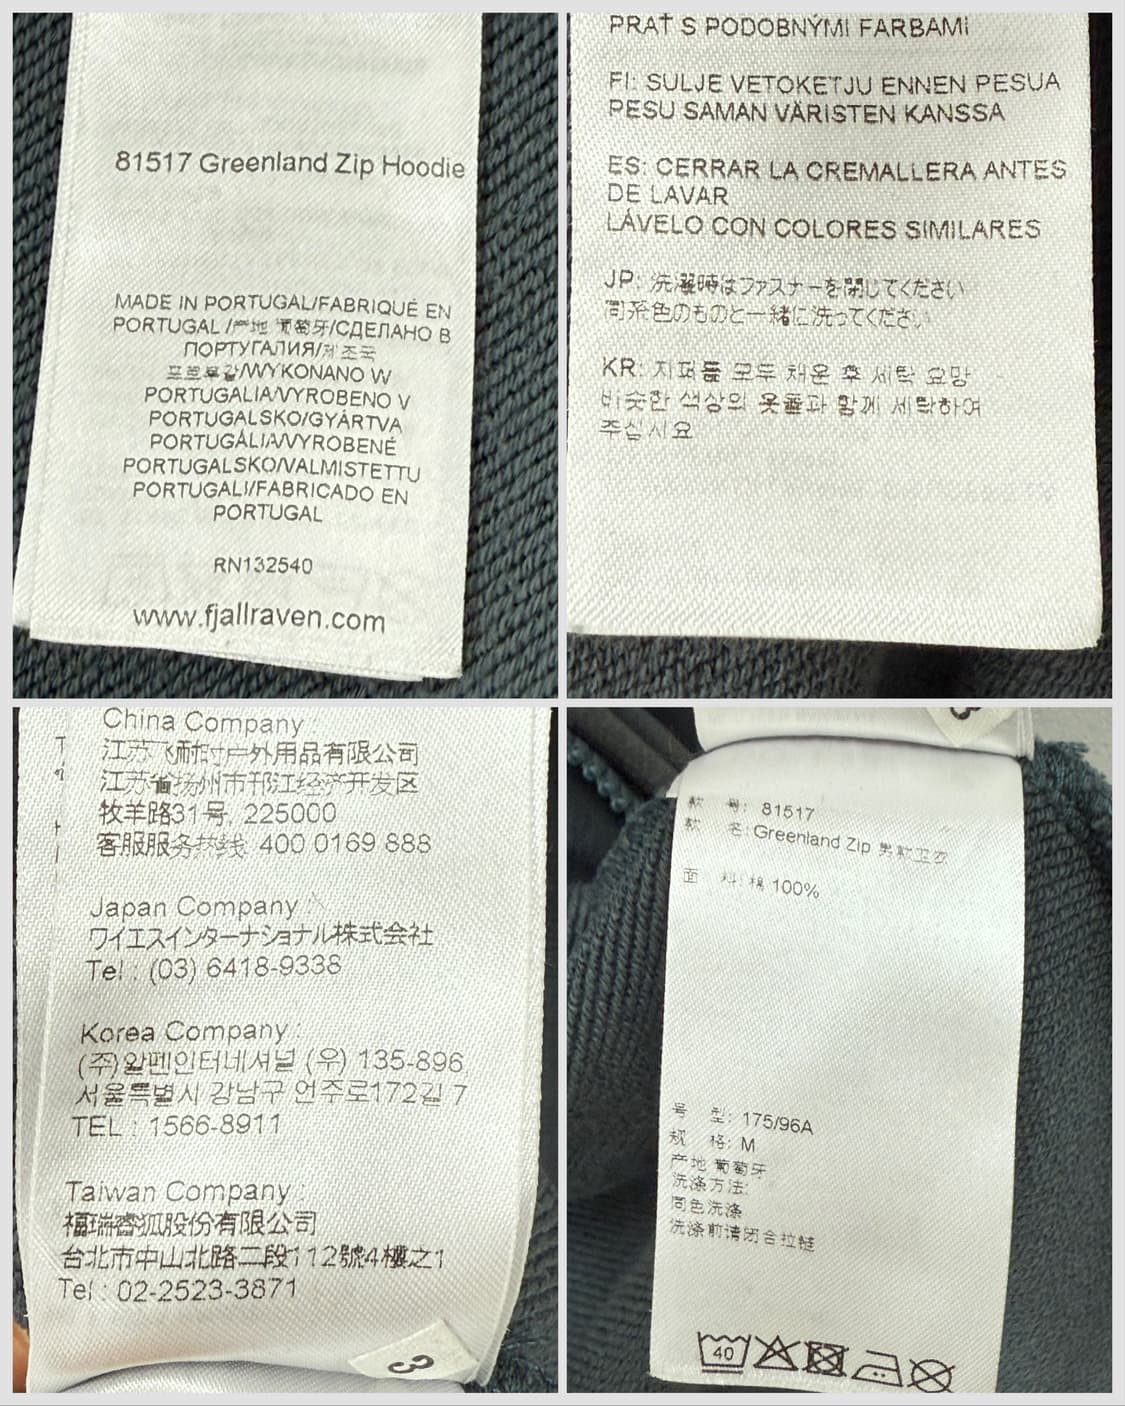 81517 Greenland Zip Hoodie
MADE IN PORTUGAL/FABRIQUÉ EN
PORTUGAL /产地 葡萄牙/СДЕЛАНО В
ПОРТУГАЛИЯ/제조국
포르투갈/WYKONANO W
PORTUGALIA/VYROBENO V
PORTUGALSKO/GYÁRTVA
PORTUGÁLIA/VYROBENÉ
PORTUGALSKO/VALMISTETTU
PORTUGALI/FABRICADO EN
PORTUGAL
RN132540
www.fjallraven.com
PRAŤ S PODOBNÝMI FARBAMI
FI: SULJE VETOKETJU ENNEN PESUA
PESU SAMAN VÄRISTEN KANSSA
ES: CERRAR LA CREMALLERA ANTES
DE LAVAR
LÁVELO CON COLORES SIMILARES
JP: 洗濯時はファスナーを閉じてください
同系色のものと一緒に洗ってください
KR: 지퍼를 모두 채운 후 세탁 요망
비슷한 색상의 옷들과 함께 세탁하여
주십시요
China Company :
江苏飞耐时户外用品有限公司
江苏省扬州市邗江经济开发区
牧羊路31号, 225000
客服服务热线: 400 0169 888
Japan Company :
ワイエスインターナショナル株式会社
Tel : (03) 6418-9338
Korea Company :
(주)알펜인터네셔널 (우) 135-896
서울특별시 강남구 언주로172길 7
TEL : 1566-8911
Taiwan Company :
福瑞睿狐股份有限公司
台北市中山北路二段112號4樓之1
Tel : 02-2523-3871
3
款 号: 81517
款 名: Greenland Zip 男款卫衣
面 料: 棉 100%
号 型: 175/96A
规 格: M
产地 葡萄牙
洗涤方法:
同色洗涤
洗涤前请闭合拉链
40